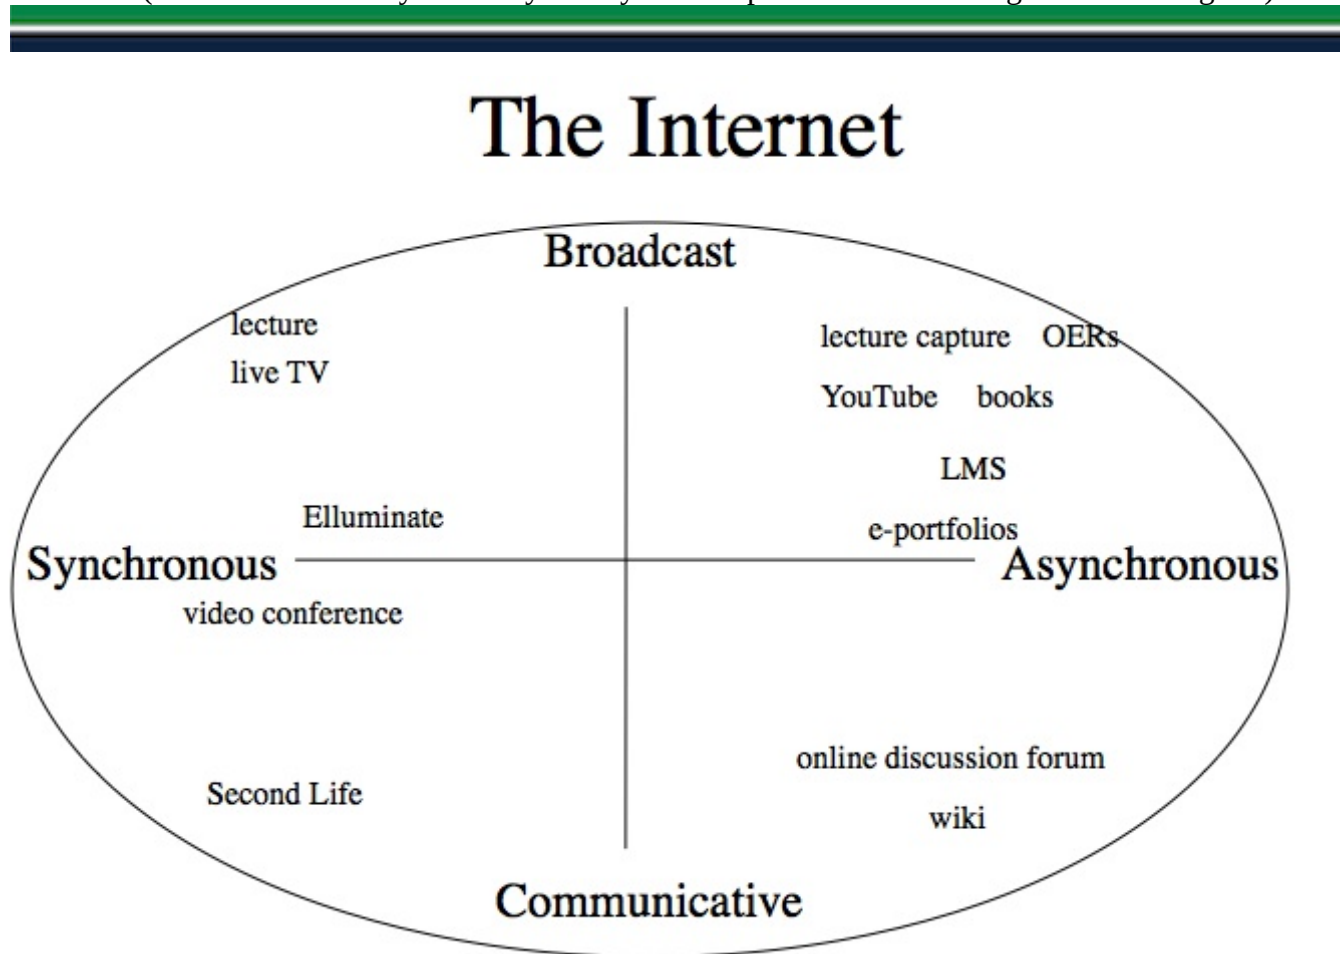 The Internet
Broadcast
lecture
lecture capture OERs
live TV
YouTube books
LMS
Elluminate
e-portfolios
Synchronous
Asynchronous
video conference
online discussion forum
Second Life
wiki
Communicative